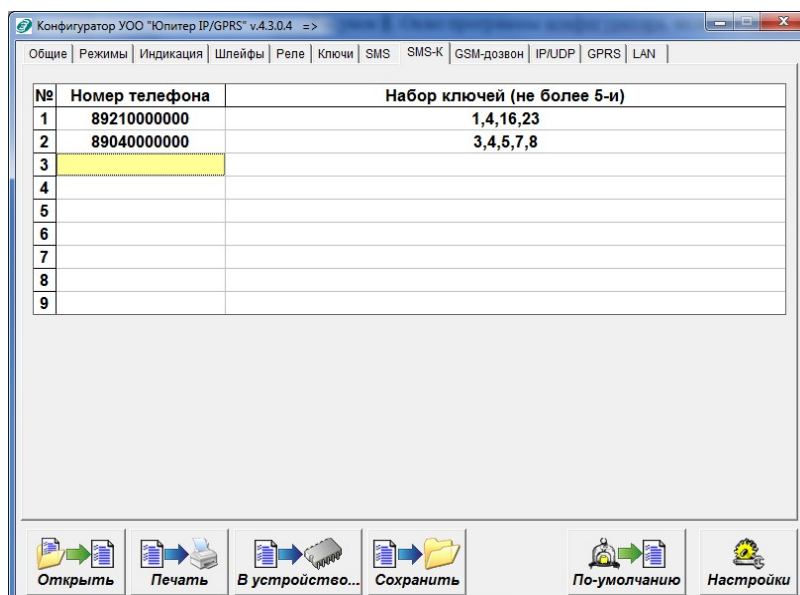 Конфигуратор УОО "Юпитер IP/GPRS" v.4.3.0.4 =>
Общие Режимы Индикация Шлейфы Реле Ключи SMS SMS-К GSM-дозвон IP/UDP GPRS LAN
№ Номер телефона Набор ключей (не более 5-и)
1 89210000000 1,4,16,23
2 89040000000 3,4,5,7,8
3
4
5
6
7
8
9
Открыть Печать В устройство... Сохранить По-умолчанию Настройки